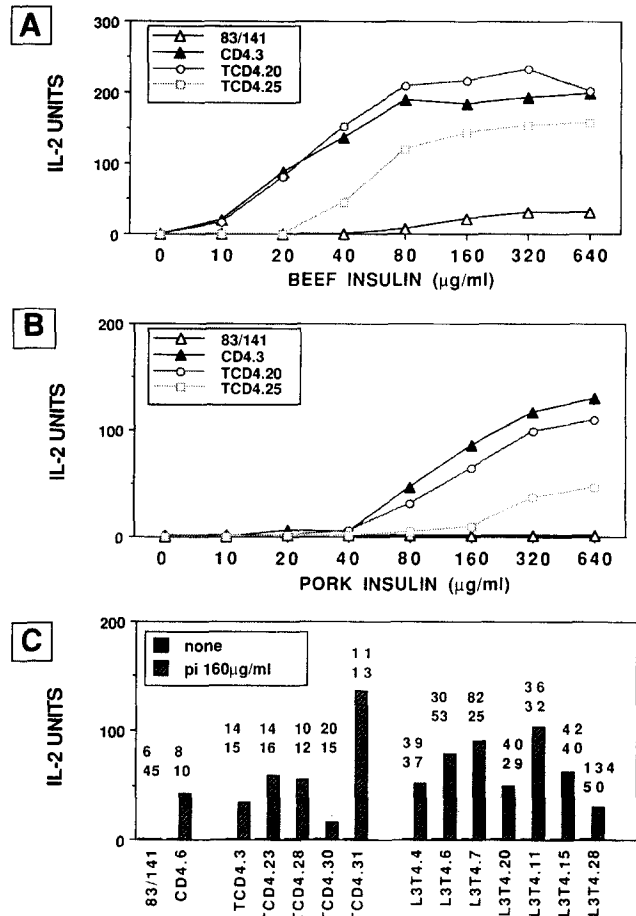 A
300
200
100
0
IL-2 UNITS
83/141
CD4.3
TCD4.20
TCD4.25
0 10 20 40 80 160 320 640
BEEF INSULIN (µg/ml)
B
200
100
0
IL-2 UNITS
83/141
CD4.3
TCD4.20
TCD4.25
0 10 20 40 80 160 320 640
PORK INSULIN (µg/ml)
C
200
100
0
IL-2 UNITS
none
pi 160µg/ml
6 8 14 14 10 20 11 39 30 82 40 36 42 134
45 10 15 16 12 15 13 37 53 25 29 32 40 50
83/141
CD4.6
TCD4.3
TCD4.23
TCD4.28
TCD4.30
TCD4.31
L3T4.4
L3T4.6
L3T4.7
L3T4.20
L3T4.11
L3T4.15
L3T4.28